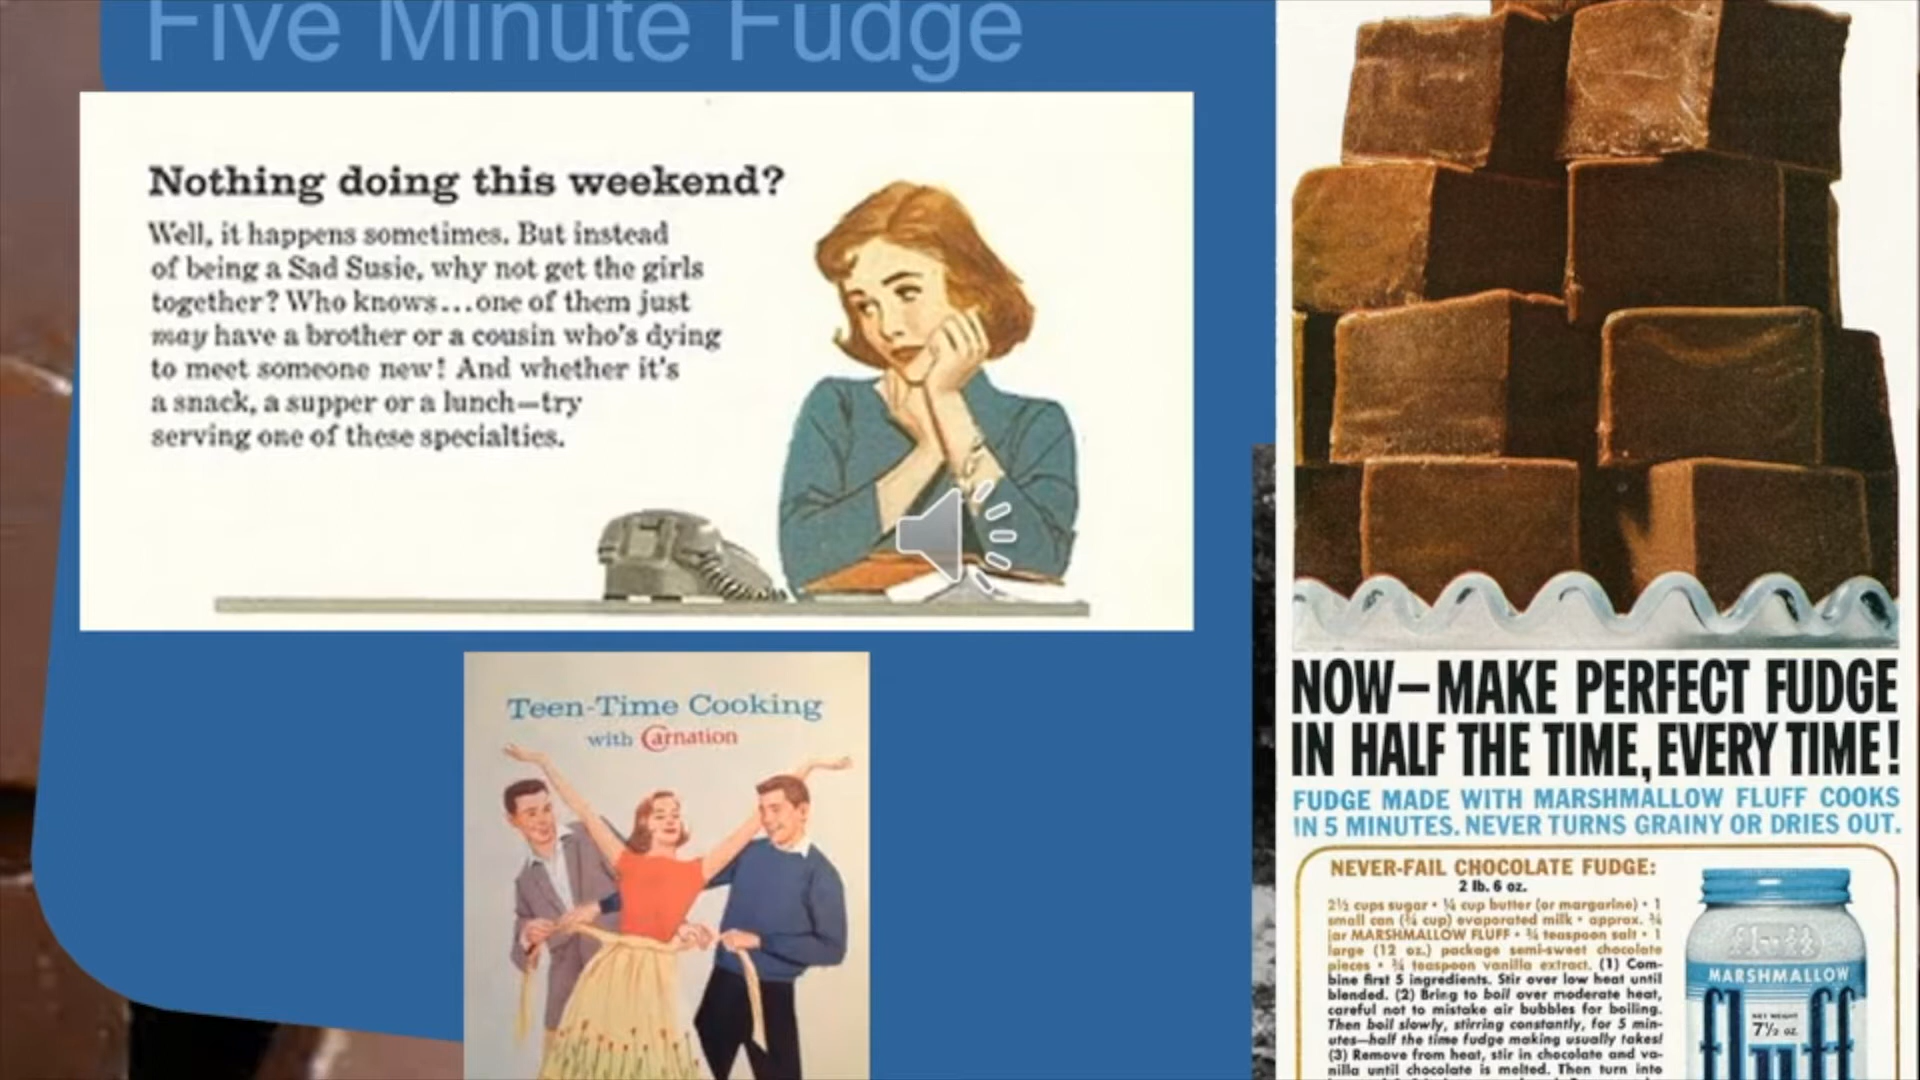 Five Minute Fudge
Nothing doing this weekend?
Well, it happens sometimes. But instead
of being a Sad Susie, why not get the girls
together? Who knows...one of them just
may have a brother or a cousin who's dying
to meet someone new! And whether it's
a snack, a supper or a lunch—try
serving one of these specialties.
Teen-Time Cooking
with Carnation
NOW—MAKE PERFECT FUDGE
IN HALF THE TIME, EVERY TIME!
FUDGE MADE WITH MARSHMALLOW FLUFF COOKS
IN 5 MINUTES. NEVER TURNS GRAINY OR DRIES OUT.
NEVER-FAIL CHOCOLATE FUDGE:
2 lb. 6 oz.
2½ cups sugar • ¼ cup butter (or margarine) • 1
small can (⅔ cup) evaporated milk • approx. ¾
jar MARSHMALLOW FLUFF • ¾ teaspoon salt • 1
large (12 oz.) package semi-sweet chocolate
pieces • ¾ teaspoon vanilla extract. (1) Com-
bine first 5 ingredients. Stir over low heat until
blended. (2) Bring to boil over moderate heat,
careful not to mistake air bubbles for boiling.
Then boil slowly, stirring constantly, for 5 min-
utes—half the time fudge making usually takes!
(3) Remove from heat, stir in chocolate and va-
nilla until chocolate is melted. Then turn into
fluff
MARSHMALLOW
fluff
NET WEIGHT
7½ oz.